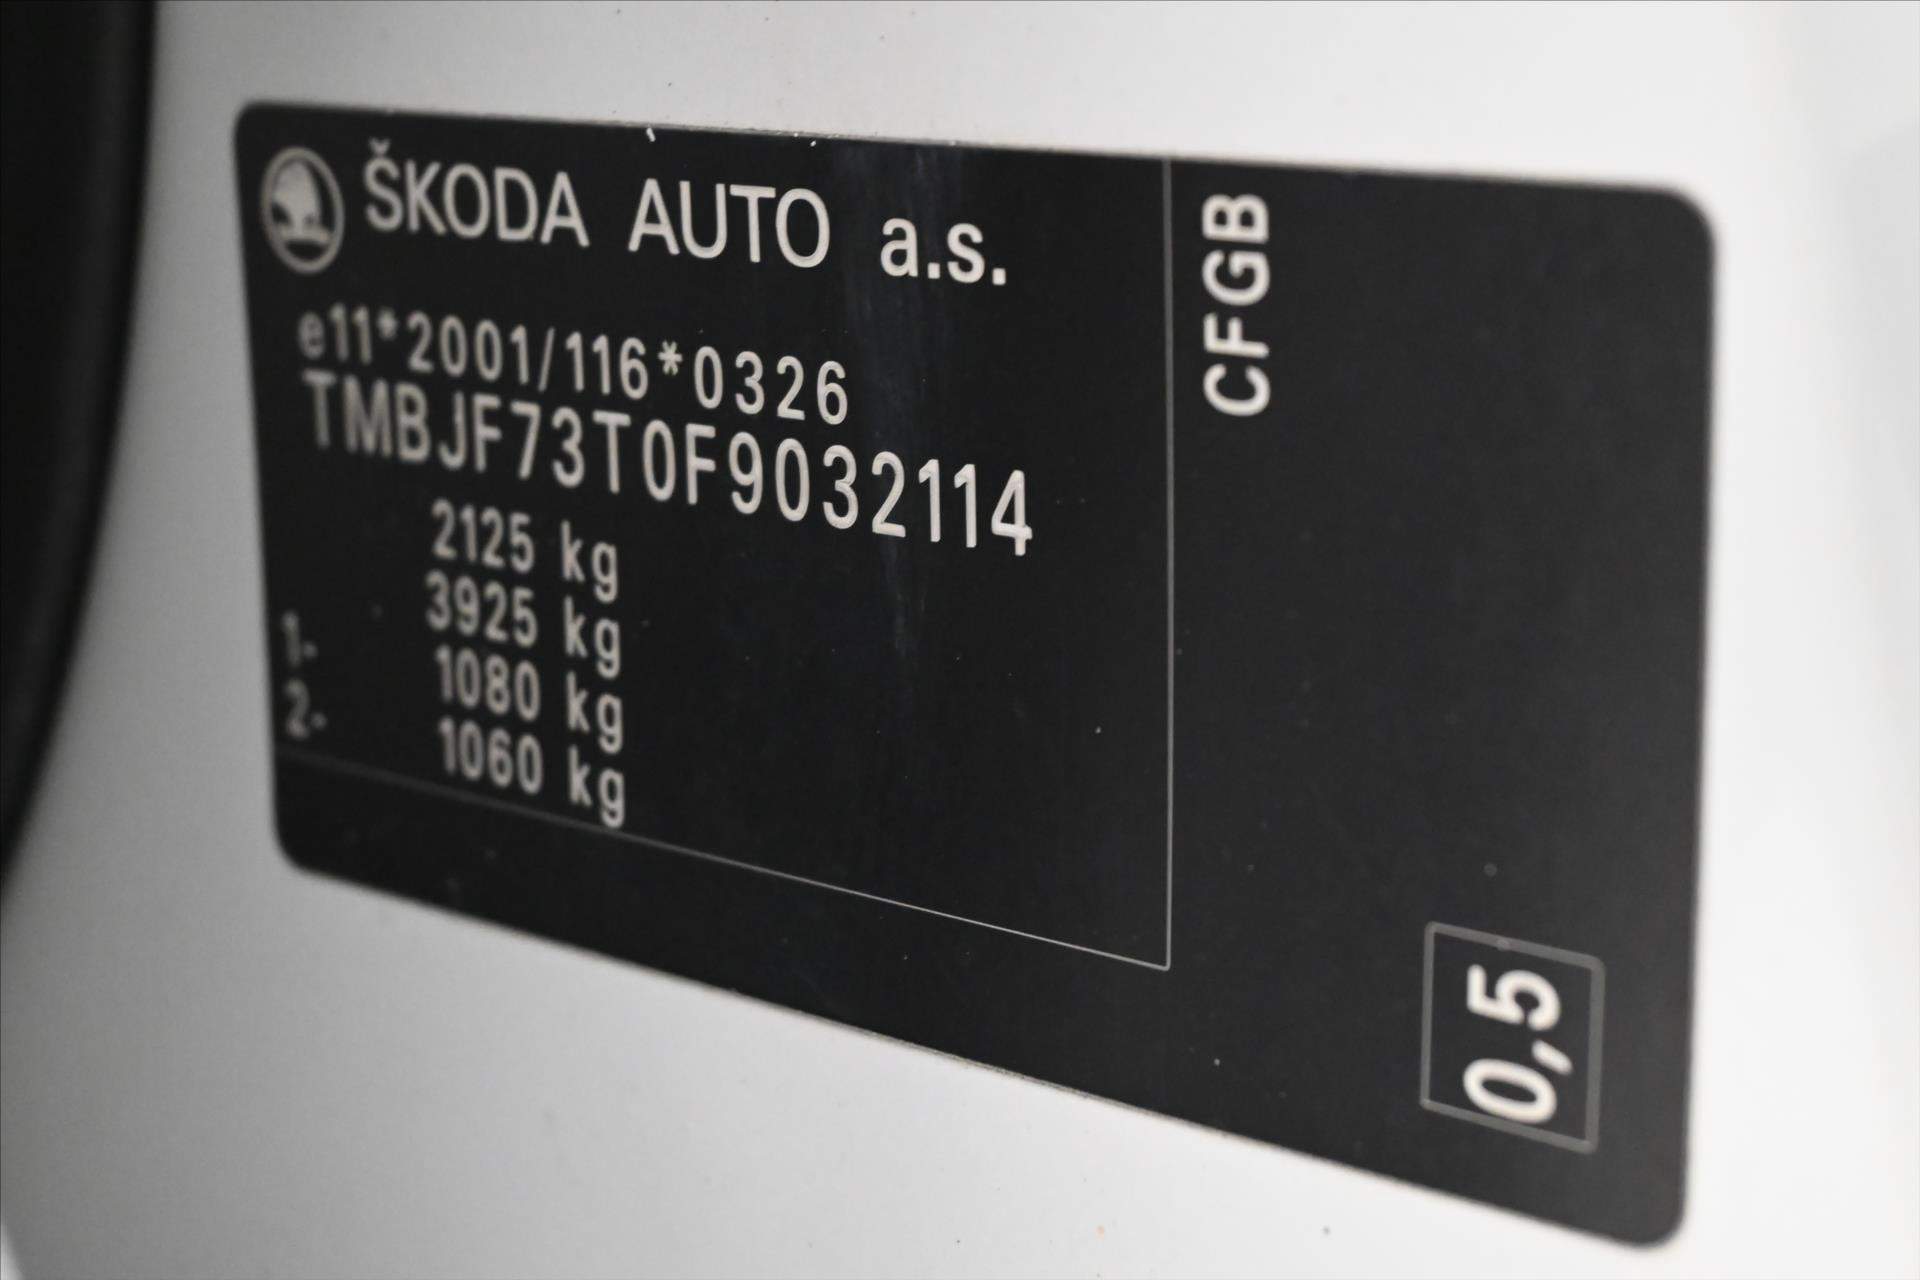 ŠKODA AUTO a.s.
e11*2001/116*0326
TMBJF73T0F9032114
2125 kg
3925 kg
1- 1080 kg
2- 1060 kg
CFGB
0,5